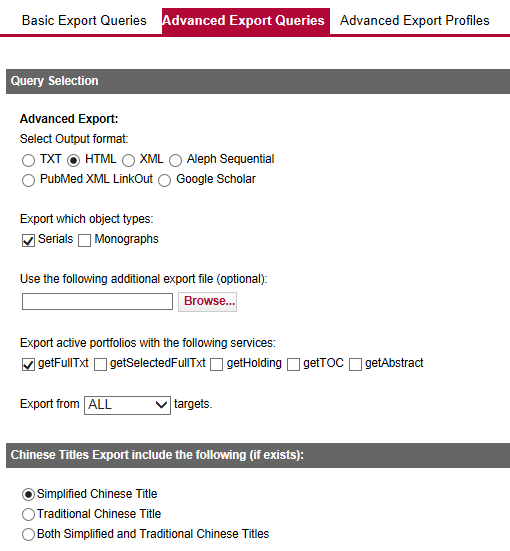 Basic Export Queries Advanced Export Queries Advanced Export Profiles
Query Selection
Advanced Export:
Select Output format:
TXT HTML XML Aleph Sequential
PubMed XML LinkOut Google Scholar
Export which object types:
Serials Monographs
Use the following additional export file (optional):
Browse...
Export active portfolios with the following services:
getFullTxt getSelectedFullTxt getHolding getTOC getAbstract
Export from ALL targets.
Chinese Titles Export include the following (if exists):
Simplified Chinese Title
Traditional Chinese Title
Both Simplified and Traditional Chinese Titles